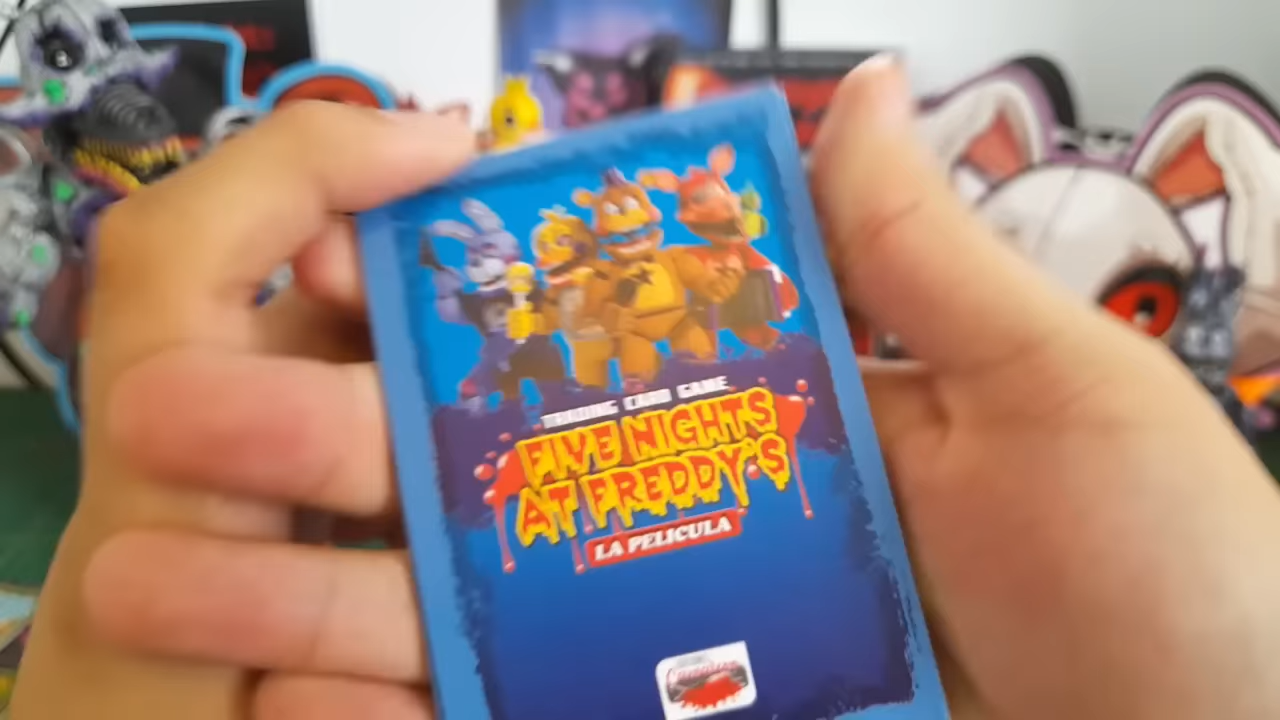 TRADING CARD GAME
FIVE NIGHTS
AT FREDDY'S
LA PELICULA